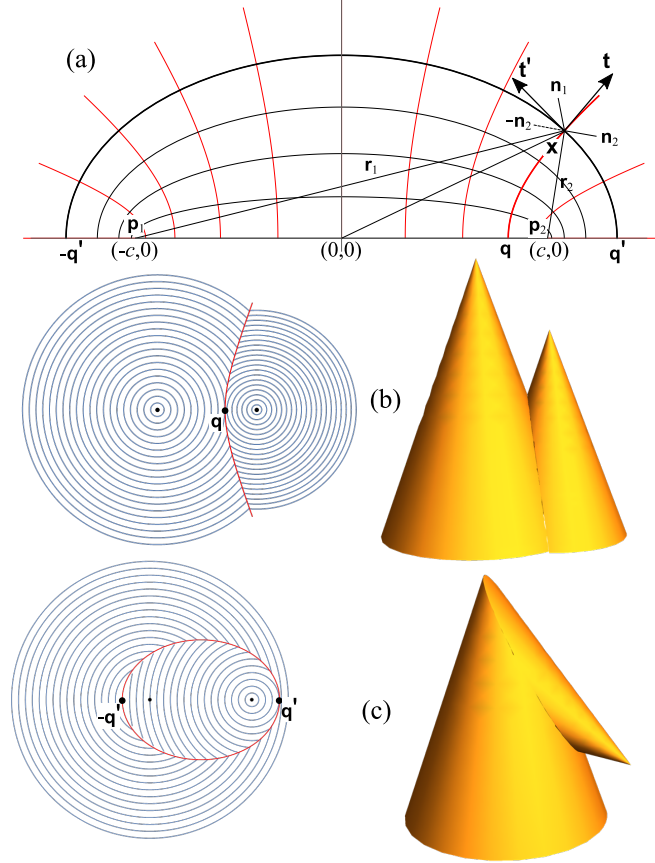 (a)
t'
t
n₁
-n₂
n₂
x
r₁
r₂
p₁
p₂
-q'
(-c,0)
(0,0)
q
(c,0)
q'
q
(b)
-q'
q'
(c)